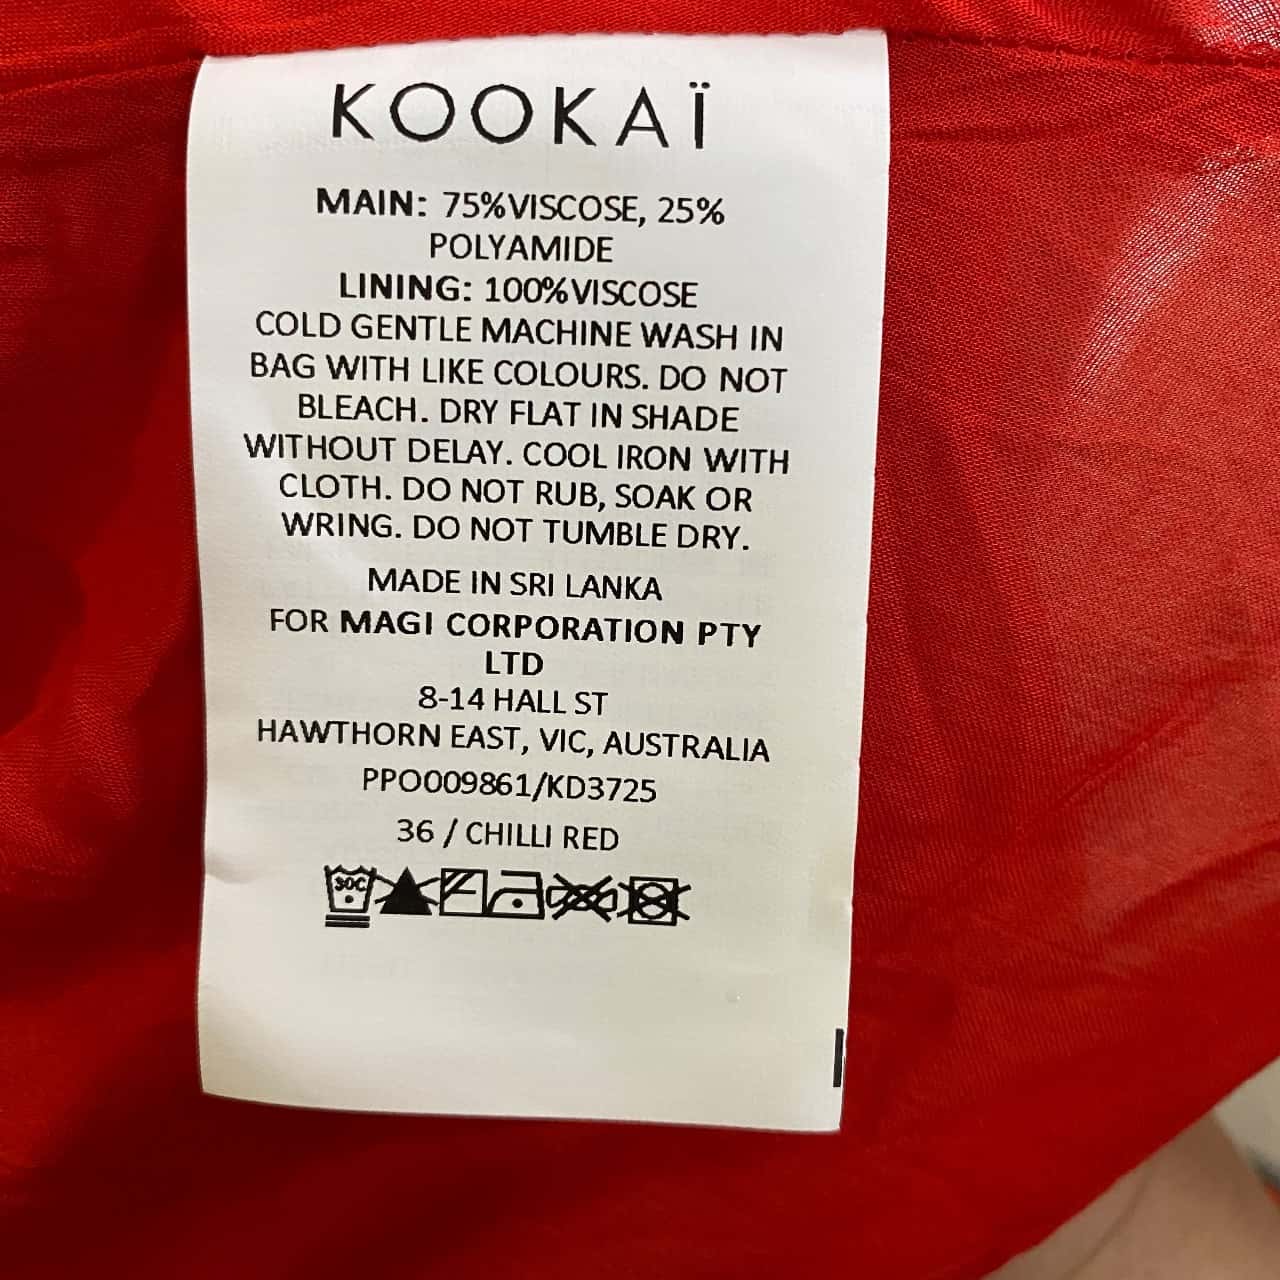 KOOKAÏ
MAIN: 75%VISCOSE, 25%
POLYAMIDE
LINING: 100%VISCOSE
COLD GENTLE MACHINE WASH IN
BAG WITH LIKE COLOURS. DO NOT
BLEACH. DRY FLAT IN SHADE
WITHOUT DELAY. COOL IRON WITH
CLOTH. DO NOT RUB, SOAK OR
WRING. DO NOT TUMBLE DRY.
MADE IN SRI LANKA
FOR MAGI CORPORATION PTY
LTD
8-14 HALL ST
HAWTHORN EAST, VIC, AUSTRALIA
PPO009861/KD3725
36 / CHILLI RED
30C